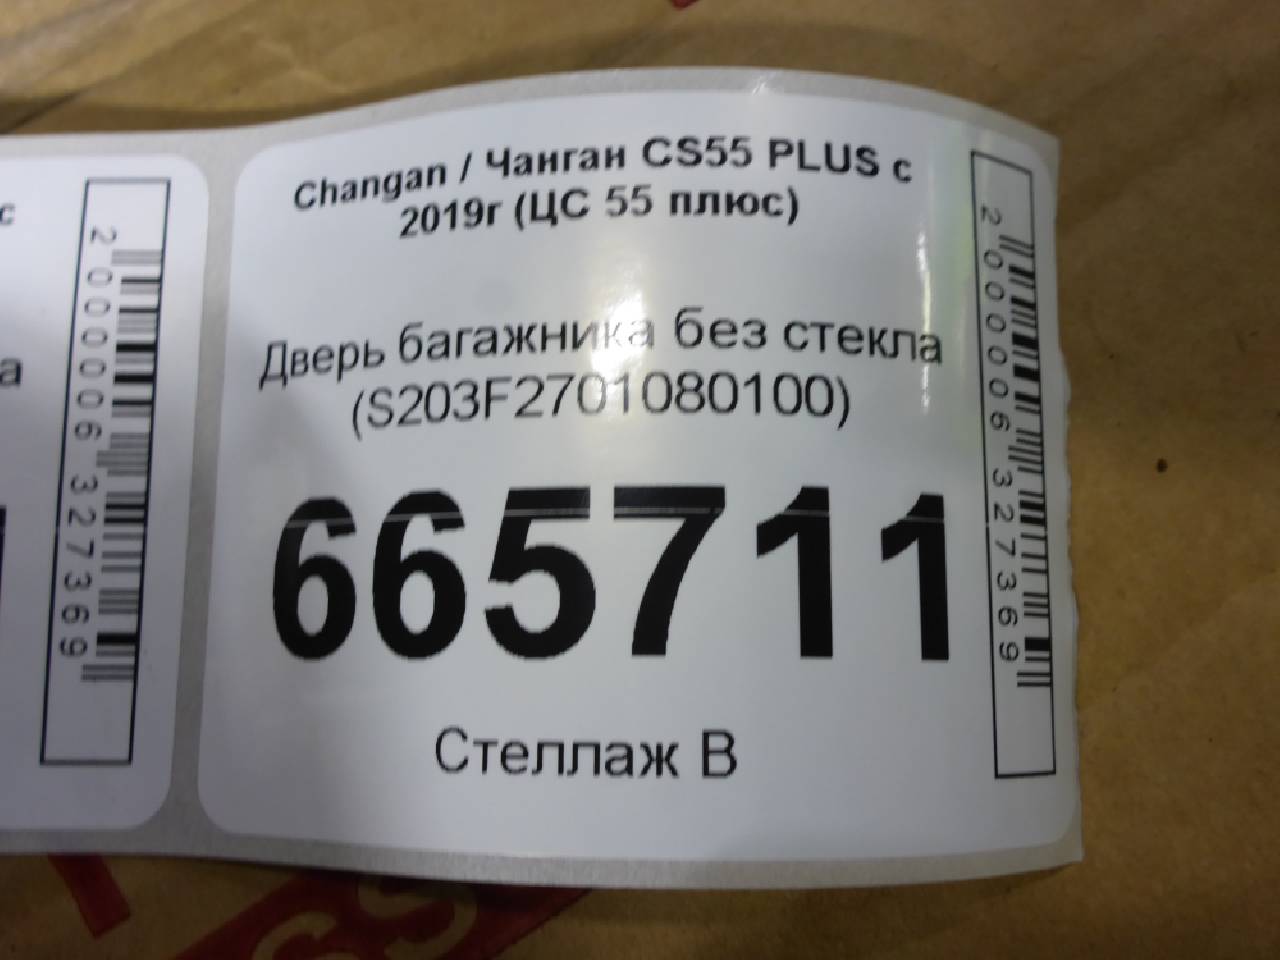 Changan / Чанган CS55 PLUS с
2019г (ЦС 55 плюс)
Дверь багажника без стекла
(S203F2701080100)
665711
Стеллаж В
2000006327369
с
а
2000006327369